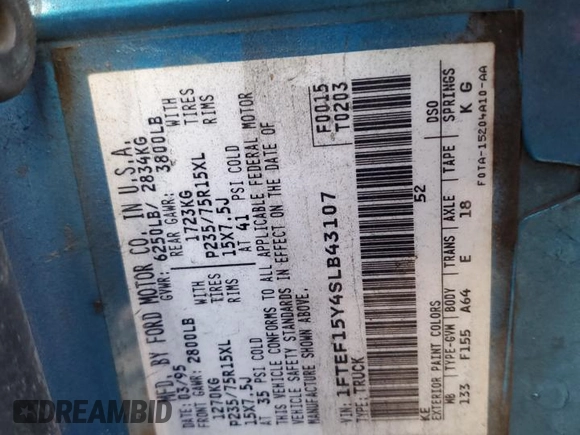 MFD. BY FORD MOTOR CO. IN U.S.A.
DATE: 03/95 GVWR: 6250LB/ 2834KG
FRONT GAWR: 2800LB REAR GAWR: 3800LB
1270KG WITH 1723KG WITH
P235/75R15XL TIRES P235/75R15XL TIRES
15X7.5J RIMS 15X7.5J RIMS
AT 35 PSI COLD AT 41 PSI COLD
THIS VEHICLE CONFORMS TO ALL APPLICABLE FEDERAL MOTOR
VEHICLE SAFETY STANDARDS IN EFFECT ON THE DATE OF
MANUFACTURE SHOWN ABOVE.
VIN: 1FTEF15Y4SLB43107
TYPE: TRUCK
F0015
T0203
KE 52
EXTERIOR PAINT COLORS DSO
WB TYPE-GVW BODY TRANS AXLE TAPE SPRINGS
133 F155 A64 E 18 K G
F0TA-15204A10-AA
DREAMBID